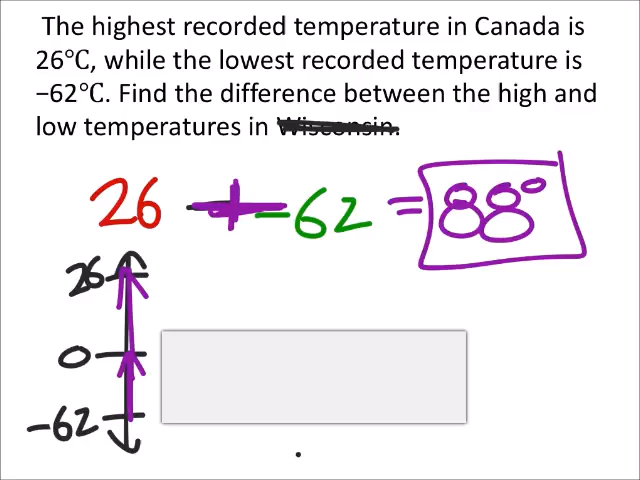 The highest recorded temperature in Canada is
26°C, while the lowest recorded temperature is
−62°C. Find the difference between the high and
low temperatures in Wisconsin.
26 + −62 = 88°
26
0
−62